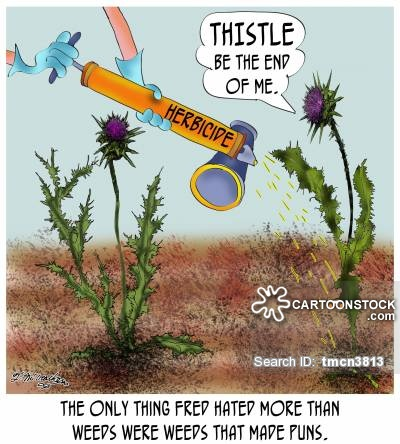 THISTLE
BE THE END
OF ME.
HERBICIDE
CARTOONSTOCK
.com
Search ID: tmcn3813
THE ONLY THING FRED HATED MORE THAN
WEEDS WERE WEEDS THAT MADE PUNS.